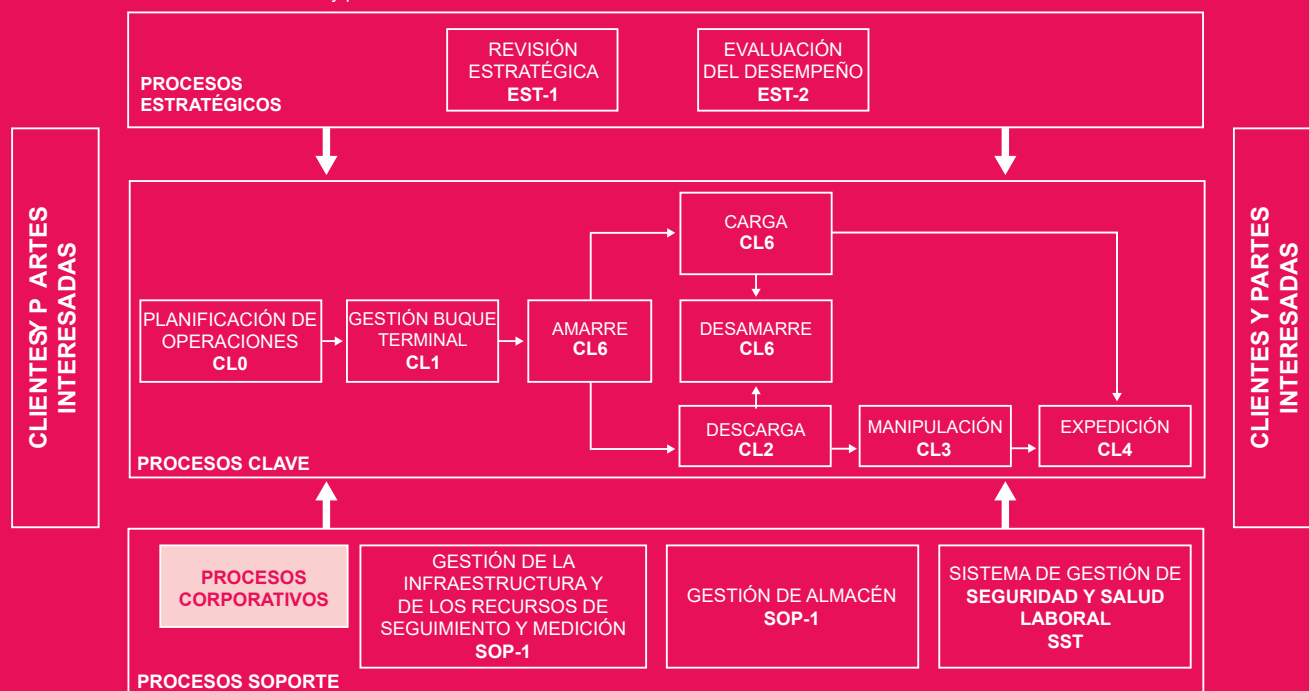 REVISIÓN
ESTRATÉGICA
EST-1
EVALUACIÓN
DEL DESEMPEÑO
EST-2
PROCESOS
ESTRATÉGICOS
CLIENTESY P ARTES
INTERESADAS
CARGA
CL6
PLANIFICACIÓN DE
OPERACIONES
CL0
GESTIÓN BUQUE
TERMINAL
CL1
AMARRE
CL6
DESAMARRE
CL6
DESCARGA
CL2
MANIPULACIÓN
CL3
EXPEDICIÓN
CL4
PROCESOS CLAVE
CLIENTES Y PARTES
INTERESADAS
PROCESOS
CORPORATIVOS
GESTIÓN DE LA
INFRAESTRUCTURA Y
DE LOS RECURSOS DE
SEGUIMIENTO Y MEDICIÓN
SOP-1
GESTIÓN DE ALMACÉN
SOP-1
SISTEMA DE GESTIÓN DE
SEGURIDAD Y SALUD
LABORAL
SST
PROCESOS SOPORTE